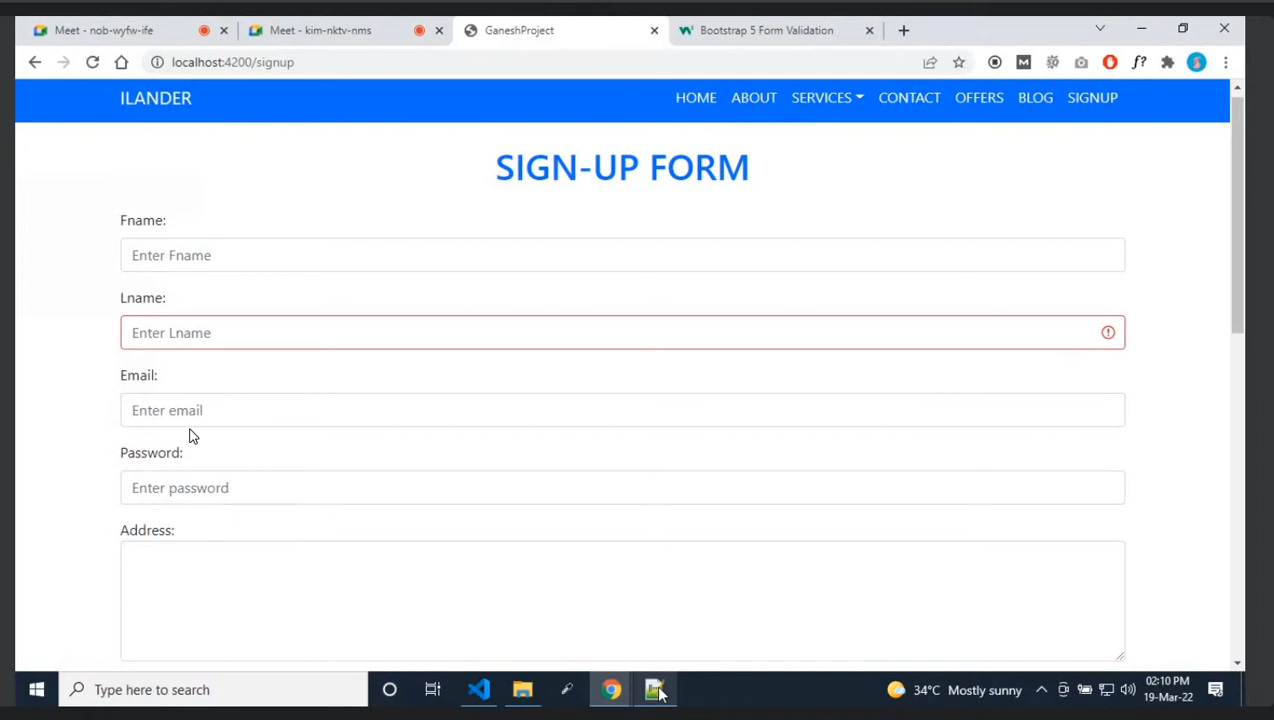 Meet - nob-wyfw-ife
Meet - kim-nktv-nms
GaneshProject
Bootstrap 5 Form Validation
localhost:4200/signup
f?
ILANDER
HOME ABOUT SERVICES CONTACT OFFERS BLOG SIGNUP
SIGN-UP FORM
Fname:
Enter Fname
Lname:
Enter Lname
Email:
Enter email
Password:
Enter password
Address:
Type here to search
34°C Mostly sunny
02:10 PM
19-Mar-22